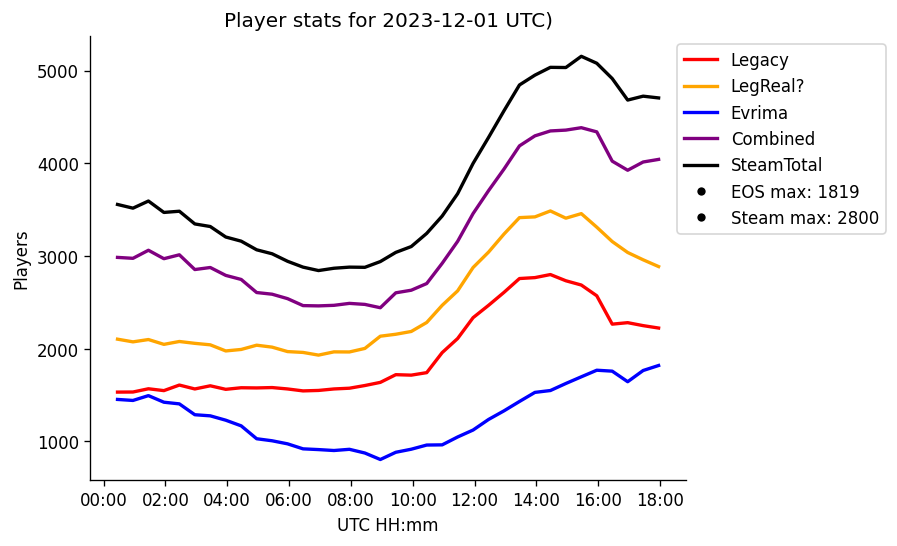 Player stats for 2023-12-01 UTC)
Legacy
LegReal?
Evrima
Combined
SteamTotal
EOS max: 1819
Steam max: 2800
Players
5000
4000
3000
2000
1000
00:00 02:00 04:00 06:00 08:00 10:00 12:00 14:00 16:00 18:00
UTC HH:mm